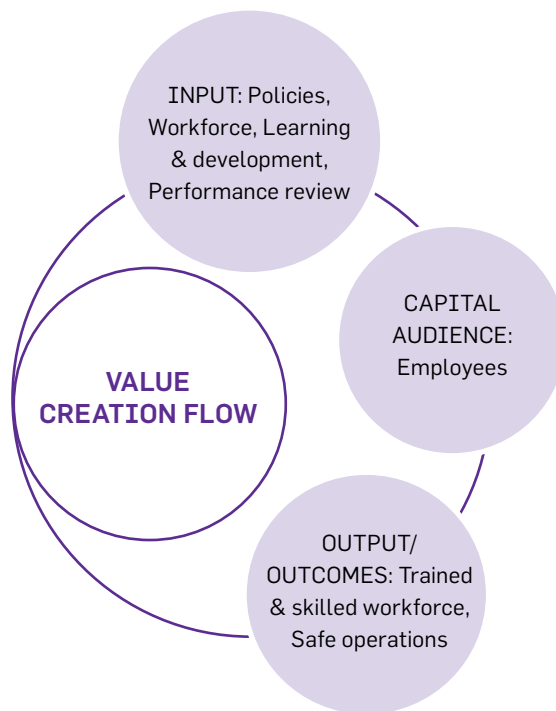 INPUT: Policies,
Workforce, Learning
& development,
Performance review
CAPITAL
AUDIENCE:
Employees
VALUE
CREATION FLOW
OUTPUT/
OUTCOMES: Trained
& skilled workforce,
Safe operations